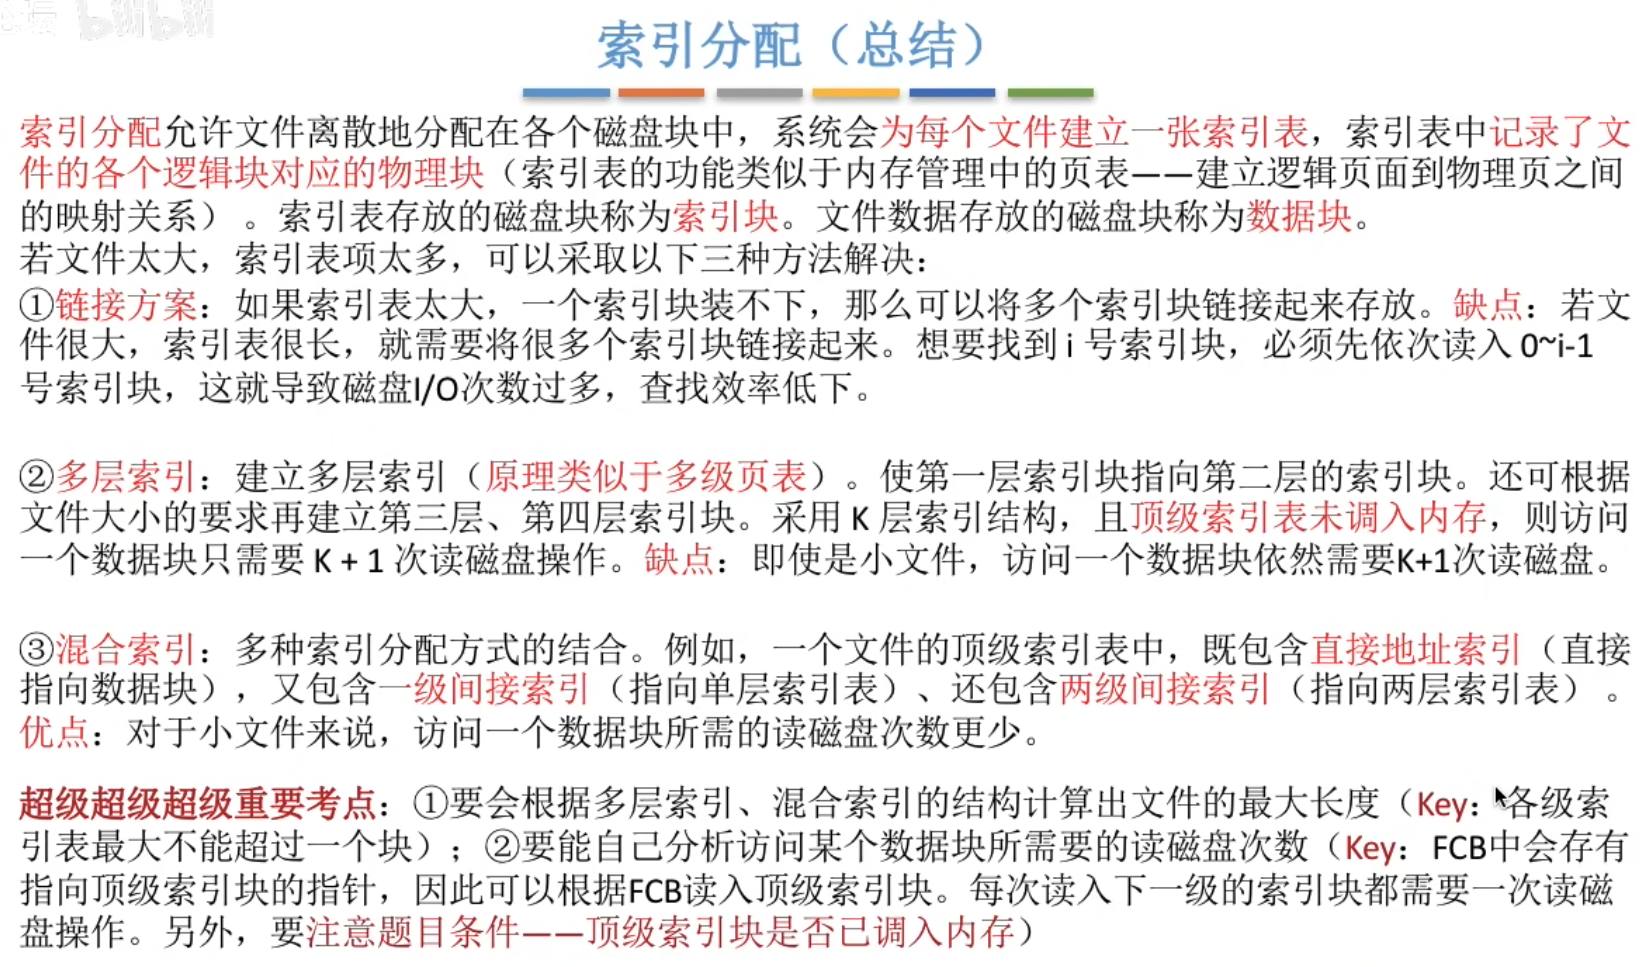 bilibili
索引分配（总结）
索引分配允许文件离散地分配在各个磁盘块中，系统会为每个文件建立一张索引表，索引表中记录了文
件的各个逻辑块对应的物理块（索引表的功能类似于内存管理中的页表——建立逻辑页面到物理页之间
的映射关系）。索引表存放的磁盘块称为索引块。文件数据存放的磁盘块称为数据块。
若文件太大，索引表项太多，可以采取以下三种方法解决：
①链接方案：如果索引表太大，一个索引块装不下，那么可以将多个索引块链接起来存放。缺点：若文
件很大，索引表很长，就需要将很多个索引块链接起来。想要找到 i 号索引块，必须先依次读入 0~i-1
号索引块，这就导致磁盘I/O次数过多，查找效率低下。
②多层索引：建立多层索引（原理类似于多级页表）。使第一层索引块指向第二层的索引块。还可根据
文件大小的要求再建立第三层、第四层索引块。采用 K 层索引结构，且顶级索引表未调入内存，则访问
一个数据块只需要 K + 1 次读磁盘操作。缺点：即使是小文件，访问一个数据块依然需要K+1次读磁盘。
③混合索引：多种索引分配方式的结合。例如，一个文件的顶级索引表中，既包含直接地址索引（直接
指向数据块），又包含一级间接索引（指向单层索引表）、还包含两级间接索引（指向两层索引表）。
优点：对于小文件来说，访问一个数据块所需的读磁盘次数更少。
超级超级超级重要考点：①要会根据多层索引、混合索引的结构计算出文件的最大长度（Key：各级索
引表最大不能超过一个块）；②要能自己分析访问某个数据块所需要的读磁盘次数（Key：FCB中会存有
指向顶级索引块的指针，因此可以根据FCB读入顶级索引块。每次读入下一级的索引块都需要一次读磁
盘操作。另外，要注意题目条件——顶级索引块是否已调入内存）